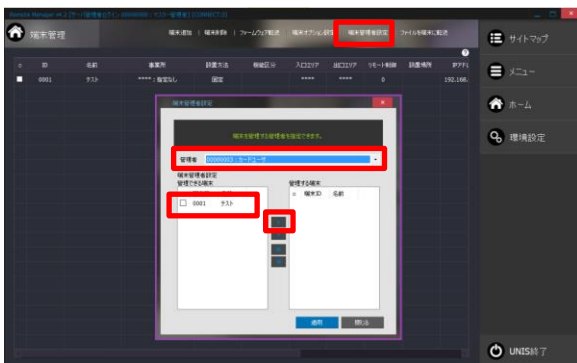 端末管理
端末追加 | 端末削除 | ファームウェア転送 端末オプション設定 端末管理者設定 ファイルを端末に転送
ID 名前 事業所 設置方法 機能区分 入口エリア 出口エリア リモート制御 設置場所 IPアドレ
0001 テスト **** : 指定なし 固定 **** **** 0 192.168.
端末管理者設定
端末を管理する管理者を指定できます。
管理者 00000003 : カードユーザ
端末管理者設定
管理できる端末
0001 テスト
管理する端末
端末ID 名前
適用 閉じる
サイトマップ
メニュー
ホーム
環境設定
UNIS終了